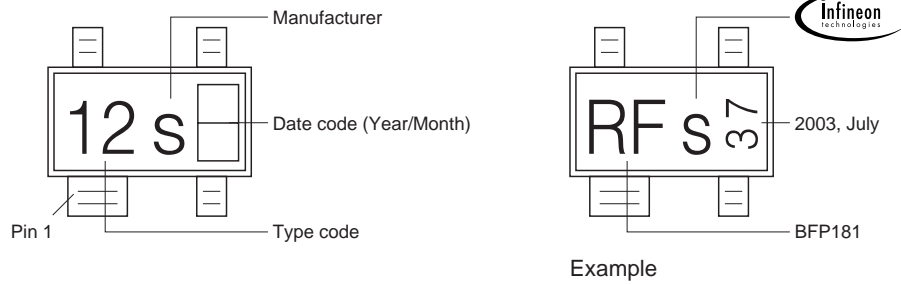 Manufacturer
12 s
Date code (Year/Month)
Pin 1
Type code
Infineon
technologies
RF s 37
2003, July
BFP181
Example